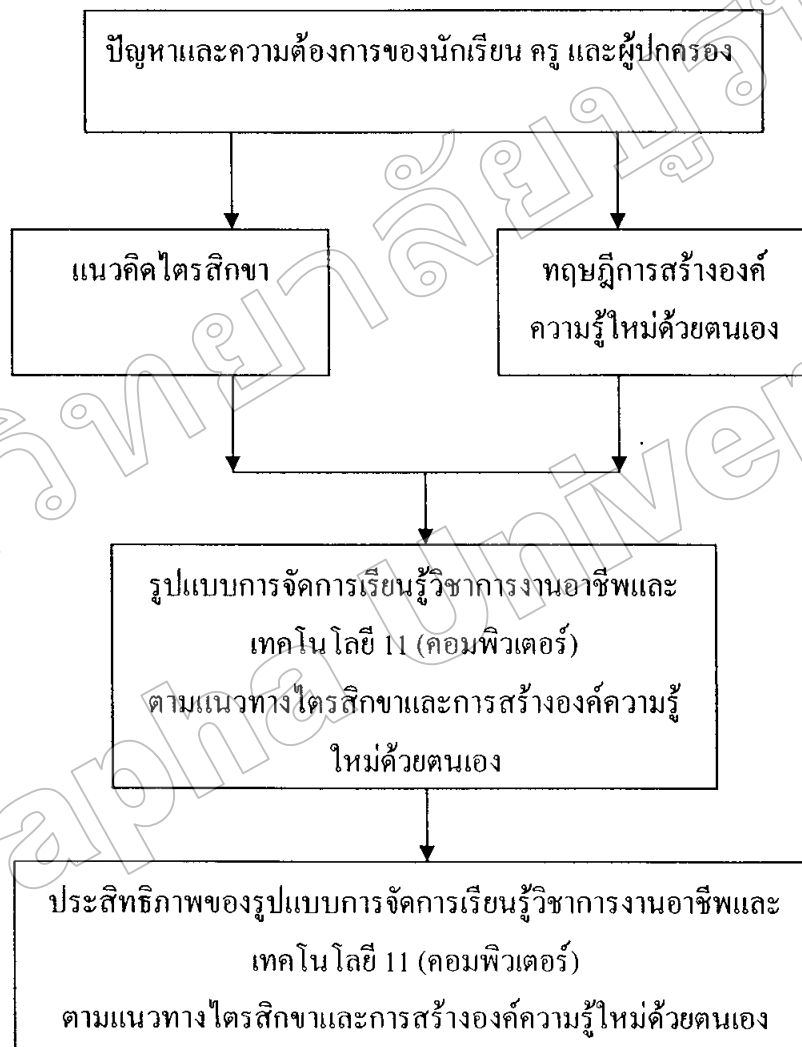 ปัญหาและความต้องการของนักเรียน ครู และผู้ปกครอง
แนวคิดไตรสิกขา
ทฤษฎีการสร้างองค์
ความรู้ใหม่ด้วยตนเอง
รูปแบบการจัดการเรียนรู้วิชาการงานอาชีพและ
เทคโนโลยี 11 (คอมพิวเตอร์)
ตามแนวทางไตรสิกขาและการสร้างองค์ความรู้
ใหม่ด้วยตนเอง
ประสิทธิภาพของรูปแบบการจัดการเรียนรู้วิชาการงานอาชีพและ
เทคโนโลยี 11 (คอมพิวเตอร์)
ตามแนวทางไตรสิกขาและการสร้างองค์ความรู้ใหม่ด้วยตนเอง
วิทยาลัยบูรพ
apha Univer